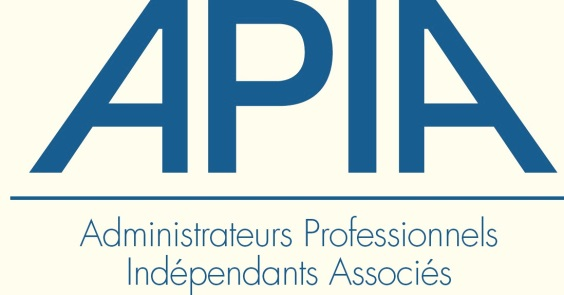 APIA
Administrateurs Professionnels
Indépendants Associés